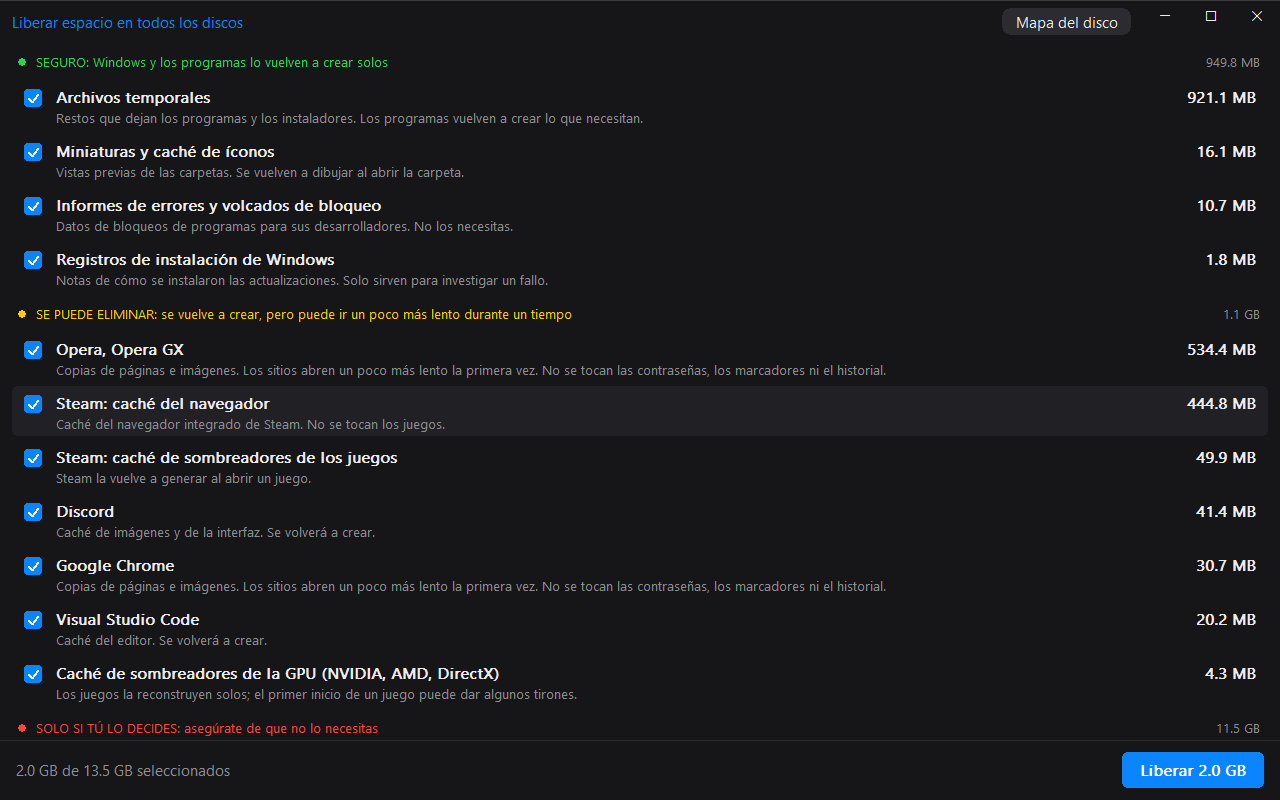 Liberar espacio en todos los discos
Mapa del disco
SEGURO: Windows y los programas lo vuelven a crear solos
949.8 MB
Archivos temporales
921.1 MB
Restos que dejan los programas y los instaladores. Los programas vuelven a crear lo que necesitan.
Miniaturas y caché de íconos
16.1 MB
Vistas previas de las carpetas. Se vuelven a dibujar al abrir la carpeta.
Informes de errores y volcados de bloqueo
10.7 MB
Datos de bloqueos de programas para sus desarrolladores. No los necesitas.
Registros de instalación de Windows
1.8 MB
Notas de cómo se instalaron las actualizaciones. Solo sirven para investigar un fallo.
SE PUEDE ELIMINAR: se vuelve a crear, pero puede ir un poco más lento durante un tiempo
1.1 GB
Opera, Opera GX
534.4 MB
Copias de páginas e imágenes. Los sitios abren un poco más lento la primera vez. No se tocan las contraseñas, los marcadores ni el historial.
Steam: caché del navegador
444.8 MB
Caché del navegador integrado de Steam. No se tocan los juegos.
Steam: caché de sombreadores de los juegos
49.9 MB
Steam la vuelve a generar al abrir un juego.
Discord
41.4 MB
Caché de imágenes y de la interfaz. Se volverá a crear.
Google Chrome
30.7 MB
Copias de páginas e imágenes. Los sitios abren un poco más lento la primera vez. No se tocan las contraseñas, los marcadores ni el historial.
Visual Studio Code
20.2 MB
Caché del editor. Se volverá a crear.
Caché de sombreadores de la GPU (NVIDIA, AMD, DirectX)
4.3 MB
Los juegos la reconstruyen solos; el primer inicio de un juego puede dar algunos tirones.
SOLO SI TÚ LO DECIDES: asegúrate de que no lo necesitas
11.5 GB
2.0 GB de 13.5 GB seleccionados
Liberar 2.0 GB